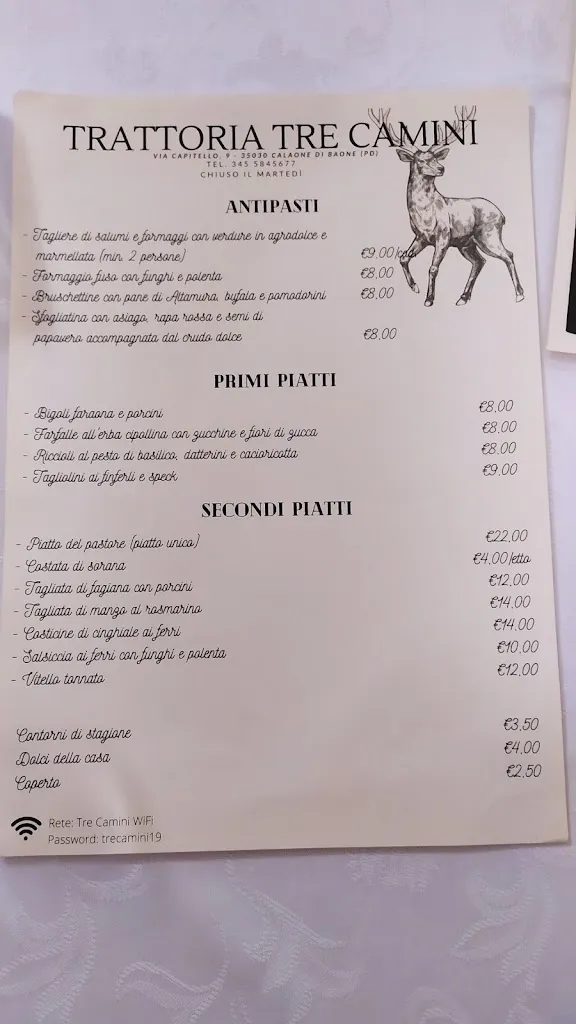 TRATTORIA TRE CAMINI
VIA CAPITELLO, 9 - 35030 CALAONE DI BAONE (PD)
TEL. 345 5845677
CHIUSO IL MARTEDÌ
ANTIPASTI
- Tagliere di salumi e formaggi con verdure in agrodolce e
marmellata (min. 2 persone) €9,00/cad.
- Formaggio fuso con funghi e polenta €8,00
- Bruschettine con pane di Altamura, bufala e pomodorini €8,00
- Sfogliatina con asiago, rapa rossa e semi di
papavero accompagnata dal crudo dolce €8,00
PRIMI PIATTI
- Bigoli faraona e porcini €8,00
- Farfalle all'erba cipollina con zucchine e fiori di zucca €8,00
- Riccioli al pesto di basilico, datterini e cacioricotta €8,00
- Tagliolini ai finferli e speck €9,00
SECONDI PIATTI
- Piatto del pastore (piatto unico) €22,00
- Costata di sorana €4,00/etto
- Tagliata di fagiana con porcini €12,00
- Tagliata di manzo al rosmarino €14,00
- Costicine di cinghiale ai ferri €14,00
- Salsiccia ai ferri con funghi e polenta €10,00
- Vitello tonnato €12,00
Contorni di stagione €3,50
Dolci della casa €4,00
Coperto €2,50
Rete: Tre Camini WiFi
Password: trecamini19